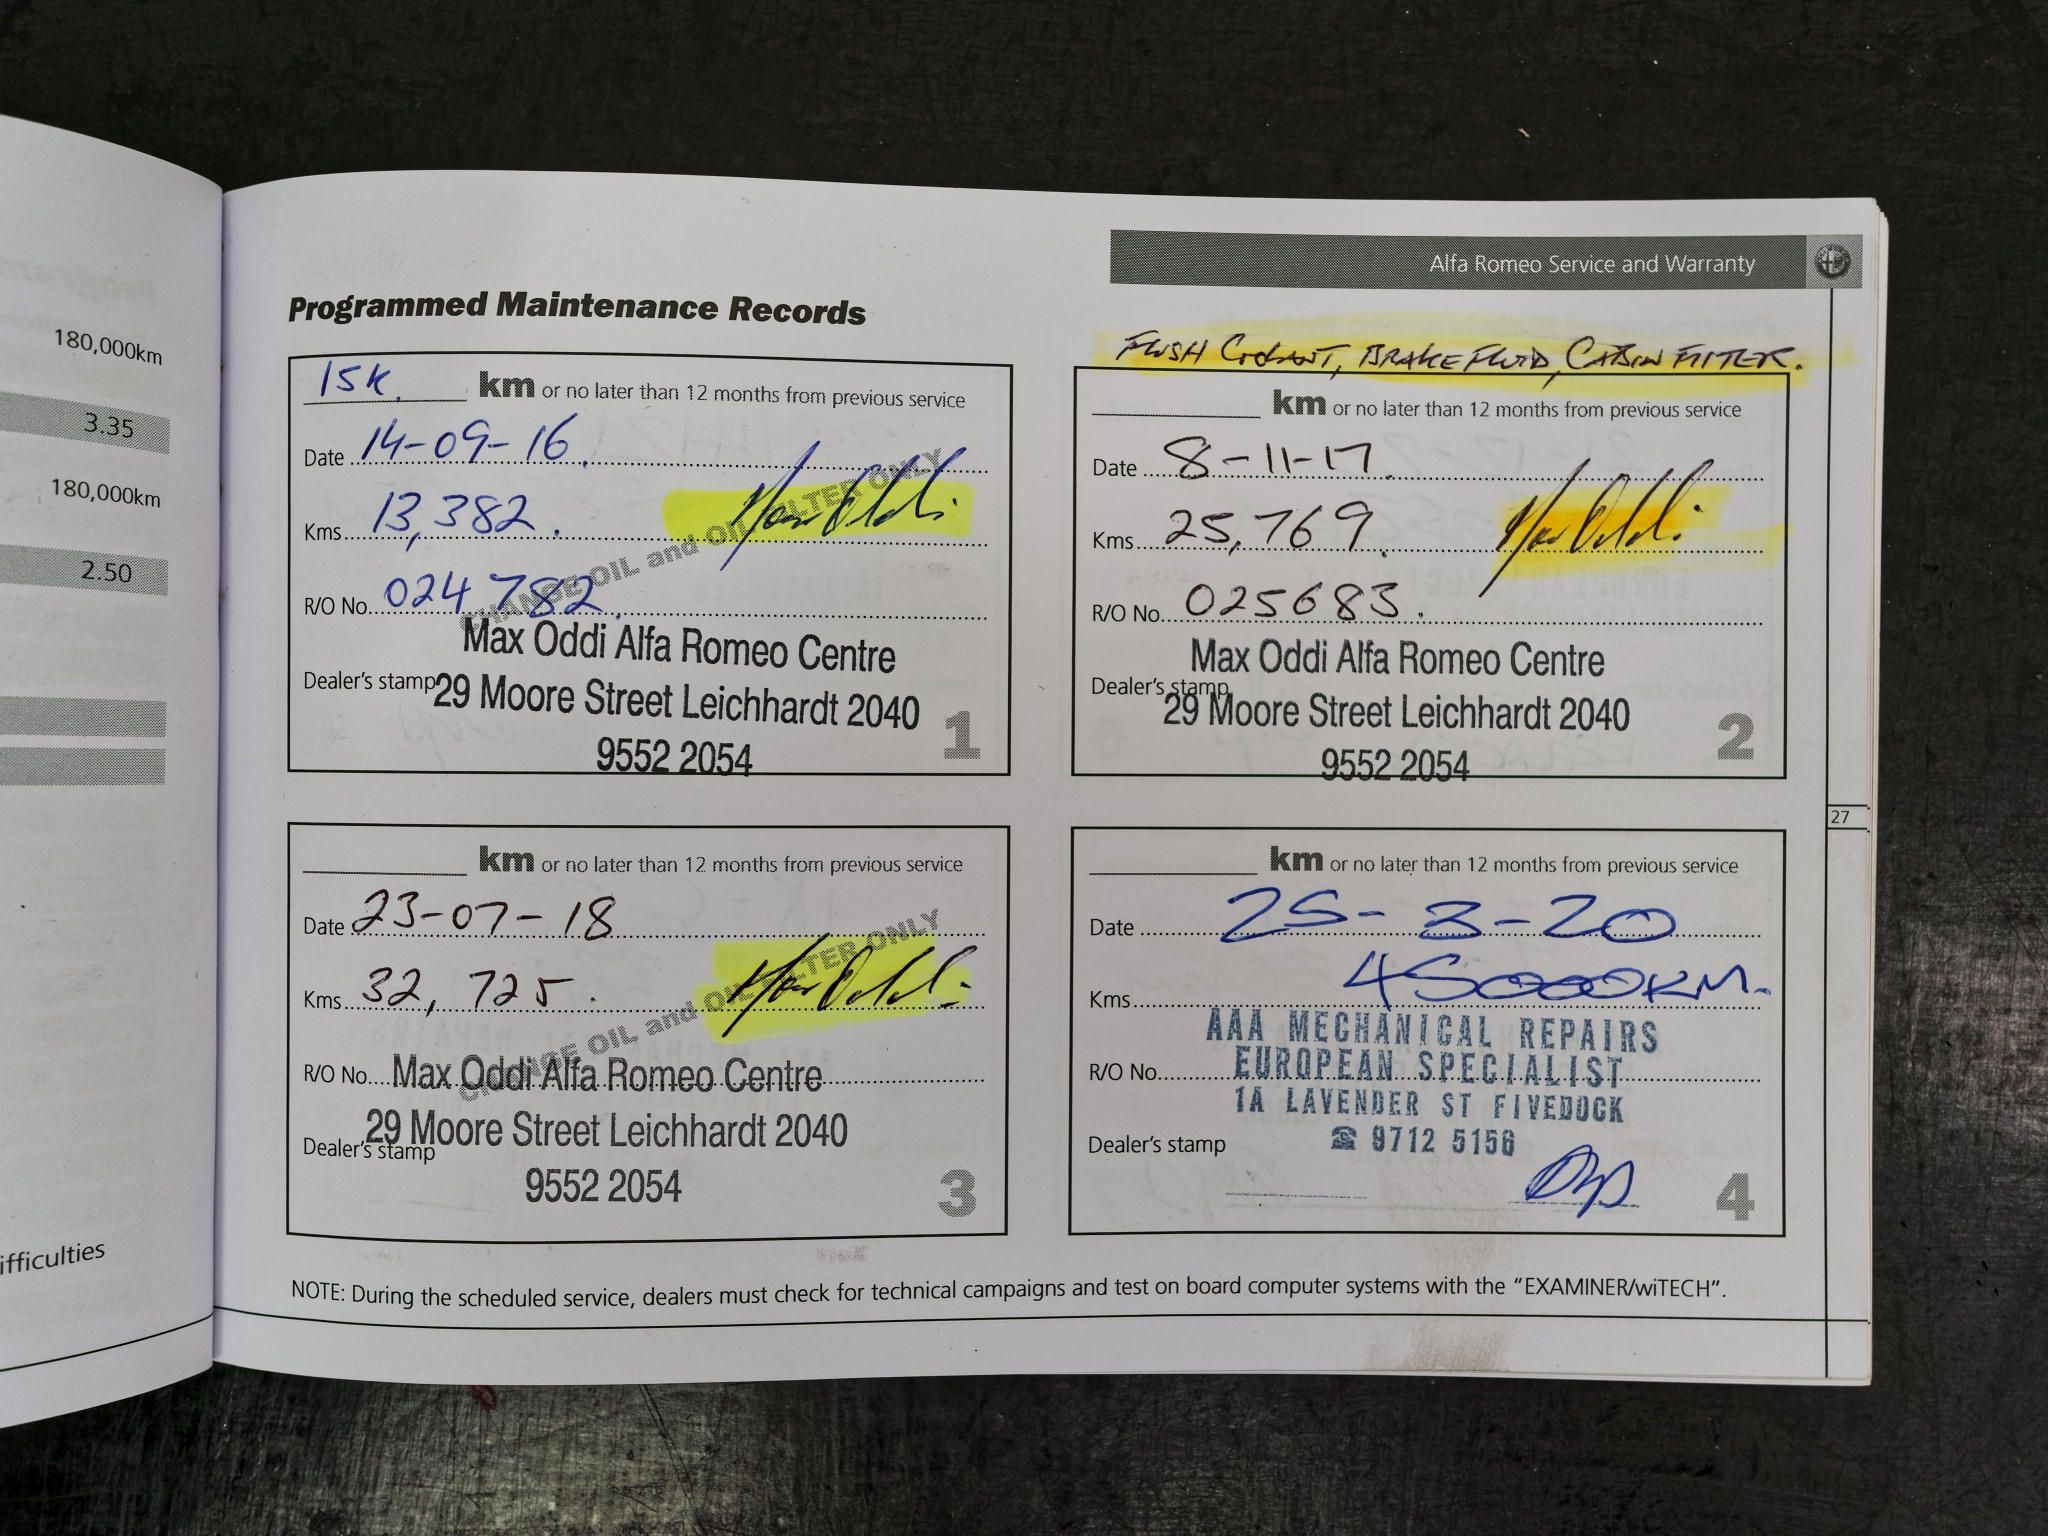 180,000km
3.35
180,000km
2.50
ifficulties
Alfa Romeo Service and Warranty
Programmed Maintenance Records
15K. km or no later than 12 months from previous service
Date 14-09-16.
Kms 13,382.
CHANGE OIL and OIL FILTER ONLY
Max Oddi
R/O No. 024782.
Dealer's stamp
Max Oddi Alfa Romeo Centre
29 Moore Street Leichhardt 2040
9552 2054
1
FLUSH COOLANT, BRAKE FLUID, CABIN FILTER.
km or no later than 12 months from previous service
Date 8-11-17.
Kms 25,769.
Max Oddi
R/O No. 025683.
Dealer's stamp
Max Oddi Alfa Romeo Centre
29 Moore Street Leichhardt 2040
9552 2054
2
km or no later than 12 months from previous service
Date 23-07-18
Kms 32,725.
CHANGE OIL and OIL FILTER ONLY
Max Oddi
R/O No.
Dealer's stamp
Max Oddi Alfa Romeo Centre
29 Moore Street Leichhardt 2040
9552 2054
3
km or no later than 12 months from previous service
Date 25-3-20
Kms 45000KM.
R/O No.
AAA MECHANICAL REPAIRS
EUROPEAN SPECIALIST
1A LAVENDER ST FIVEDOCK
☎ 9712 5156
Dealer's stamp
4
27
NOTE: During the scheduled service, dealers must check for technical campaigns and test on board computer systems with the “EXAMINER/wiTECH”.